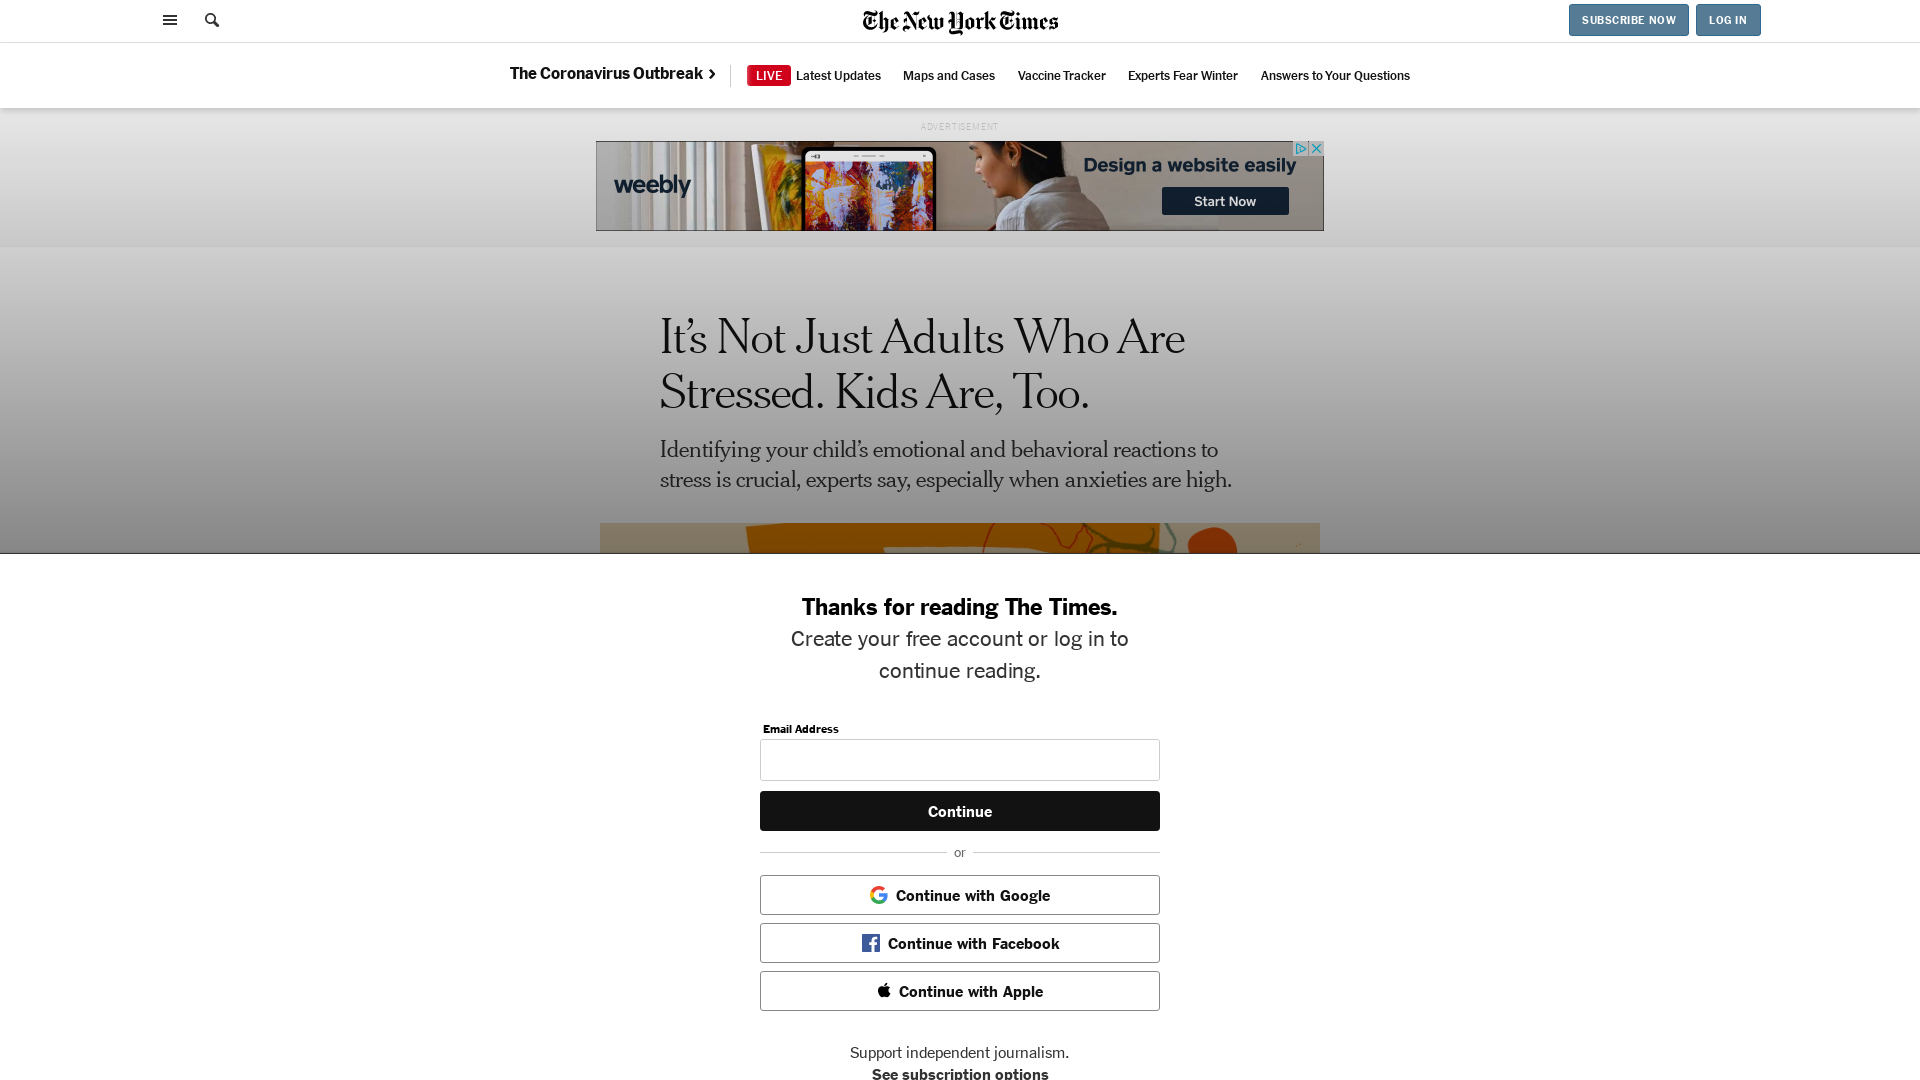 The New York Times
SUBSCRIBE NOW
LOG IN
The Coronavirus Outbreak ›
LIVE Latest Updates
Maps and Cases
Vaccine Tracker
Experts Fear Winter
Answers to Your Questions
ADVERTISEMENT
weebly
Design a website easily
Start Now
It’s Not Just Adults Who Are
Stressed. Kids Are, Too.
Identifying your child’s emotional and behavioral reactions to
stress is crucial, experts say, especially when anxieties are high.
Thanks for reading The Times.
Create your free account or log in to
continue reading.
Email Address
Continue
or
Continue with Google
Continue with Facebook
Continue with Apple
Support independent journalism.
See subscription options